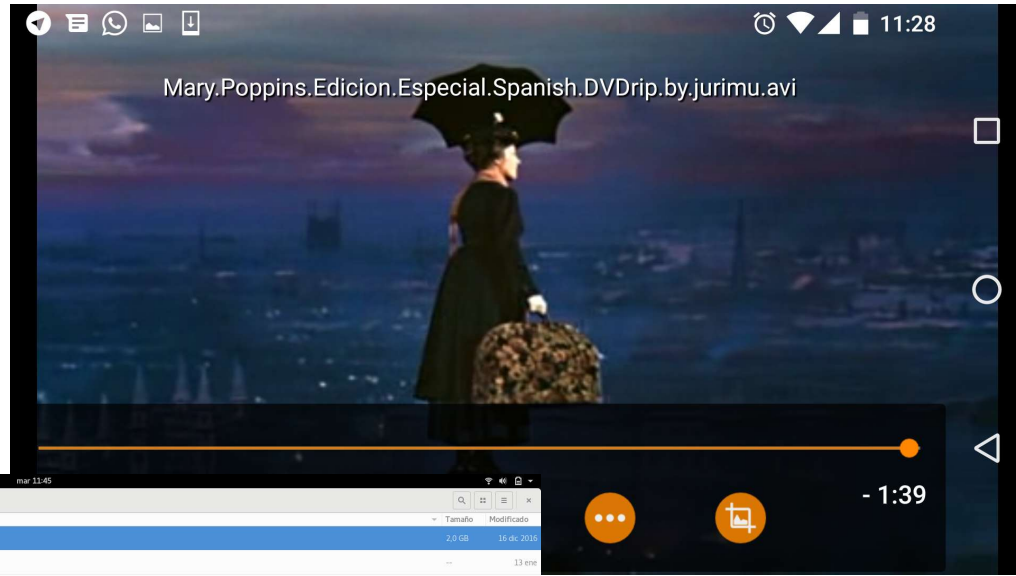 11:28
Mary.Poppins.Edicion.Especial.Spanish.DVDrip.by.jurimu.avi
- 1:39
mar 11:45
Tamaño Modificado
2,0 GB 16 dic 2016
-- 13 ene